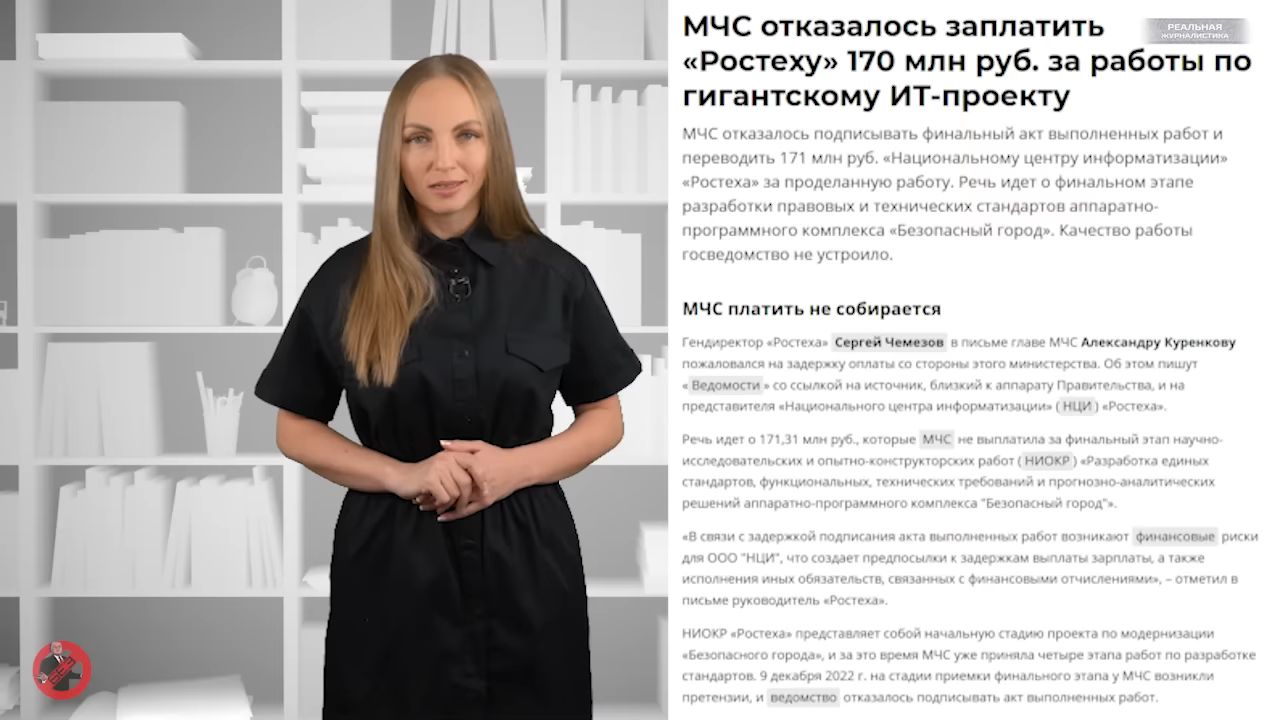 МЧС отказалось заплатить
«Ростеху» 170 млн руб. за работы по
гигантскому ИТ-проекту
РЕАЛЬНАЯ
ЖУРНАЛИСТИКА
МЧС отказалось подписывать финальный акт выполненных работ и
переводить 171 млн руб. «Национальному центру информатизации»
«Ростеха» за проделанную работу. Речь идет о финальном этапе
разработки правовых и технических стандартов аппаратно-
программного комплекса «Безопасный город». Качество работы
госведомство не устроило.
МЧС платить не собирается
Гендиректор «Ростеха» Сергей Чемезов в письме главе МЧС Александру Куренкову
пожаловался на задержку оплаты со стороны этого министерства. Об этом пишут
«Ведомости» со ссылкой на источник, близкий к аппарату Правительства, и на
представителя «Национального центра информатизации» (НЦИ) «Ростеха».
Речь идет о 171,31 млн руб., которые МЧС не выплатила за финальный этап научно-
исследовательских и опытно-конструкторских работ (НИОКР) «Разработка единых
стандартов, функциональных, технических требований и прогнозно-аналитических
решений аппаратно-программного комплекса "Безопасный город"».
«В связи с задержкой подписания акта выполненных работ возникают финансовые риски
для ООО "НЦИ", что создает предпосылки к задержкам выплаты зарплаты, а также
исполнения иных обязательств, связанных с финансовыми отчислениями», – отметил в
письме руководитель «Ростеха».
НИОКР «Ростеха» представляет собой начальную стадию проекта по модернизации
«Безопасного города», и за это время МЧС уже приняла четыре этапа работ по разработке
стандартов. 9 декабря 2022 г. на стадии приемки финального этапа у МЧС возникли
претензии, и ведомство отказалось подписывать акт выполненных работ.